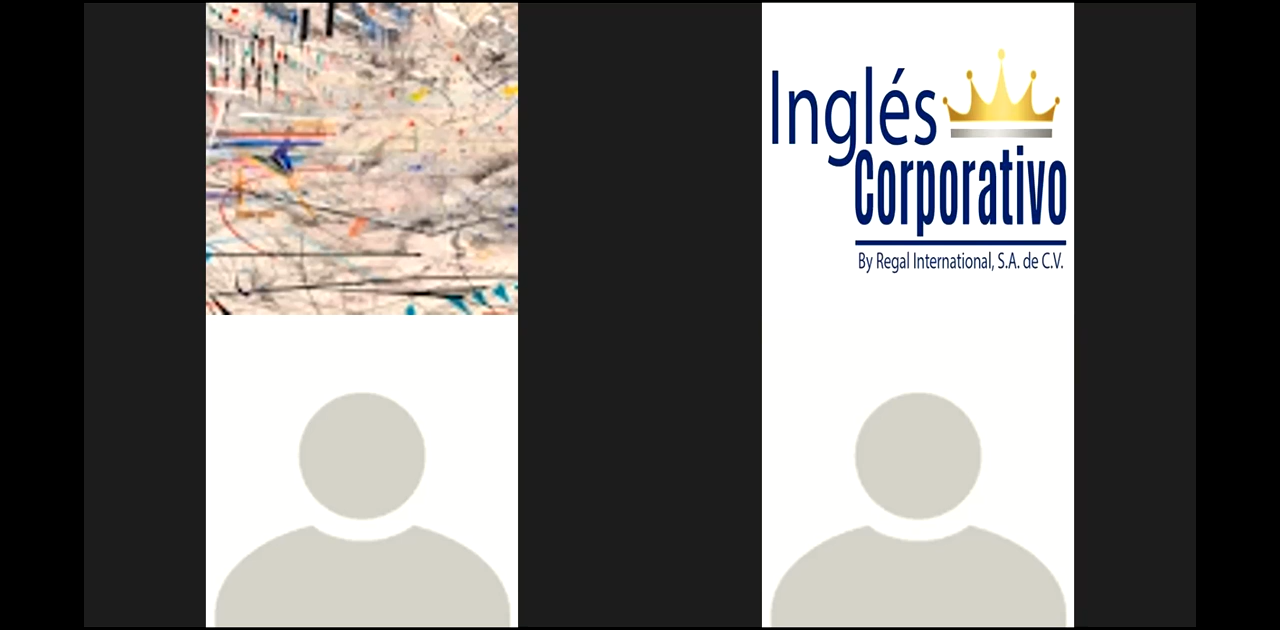 Inglés
Corporativo
By Regal International, S.A. de C.V.